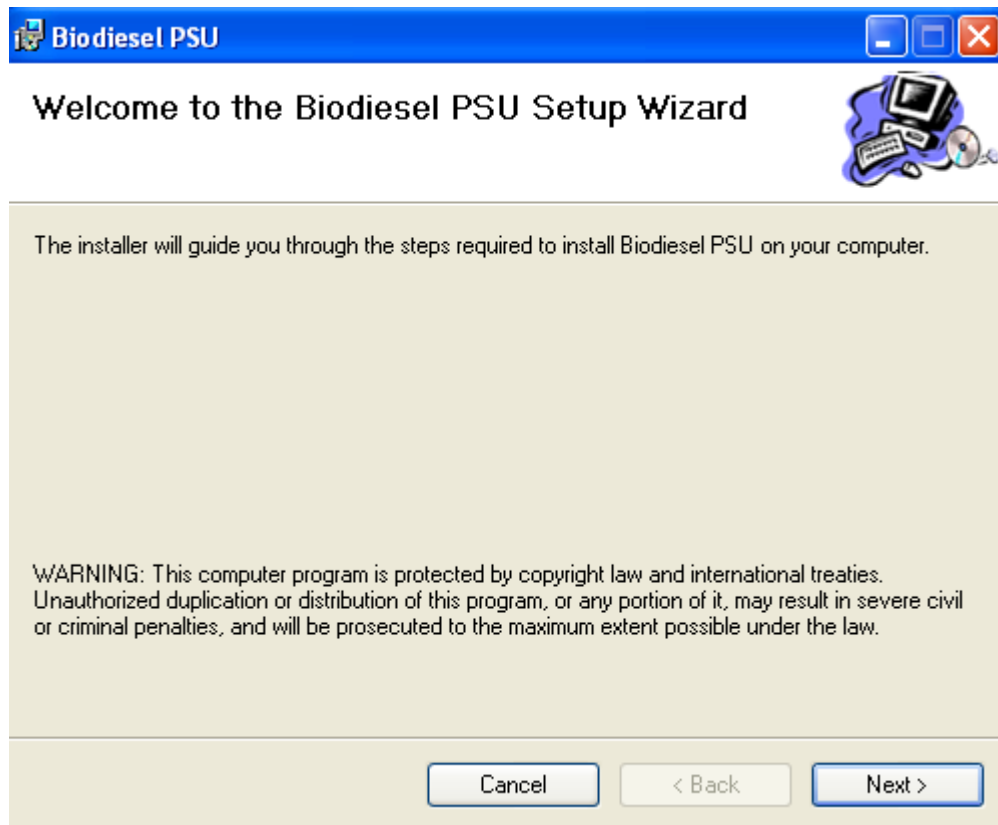 Biodiesel PSU
Welcome to the Biodiesel PSU Setup Wizard
The installer will guide you through the steps required to install Biodiesel PSU on your computer.
WARNING: This computer program is protected by copyright law and international treaties.
Unauthorized duplication or distribution of this program, or any portion of it, may result in severe civil
or criminal penalties, and will be prosecuted to the maximum extent possible under the law.
Cancel
< Back
Next >